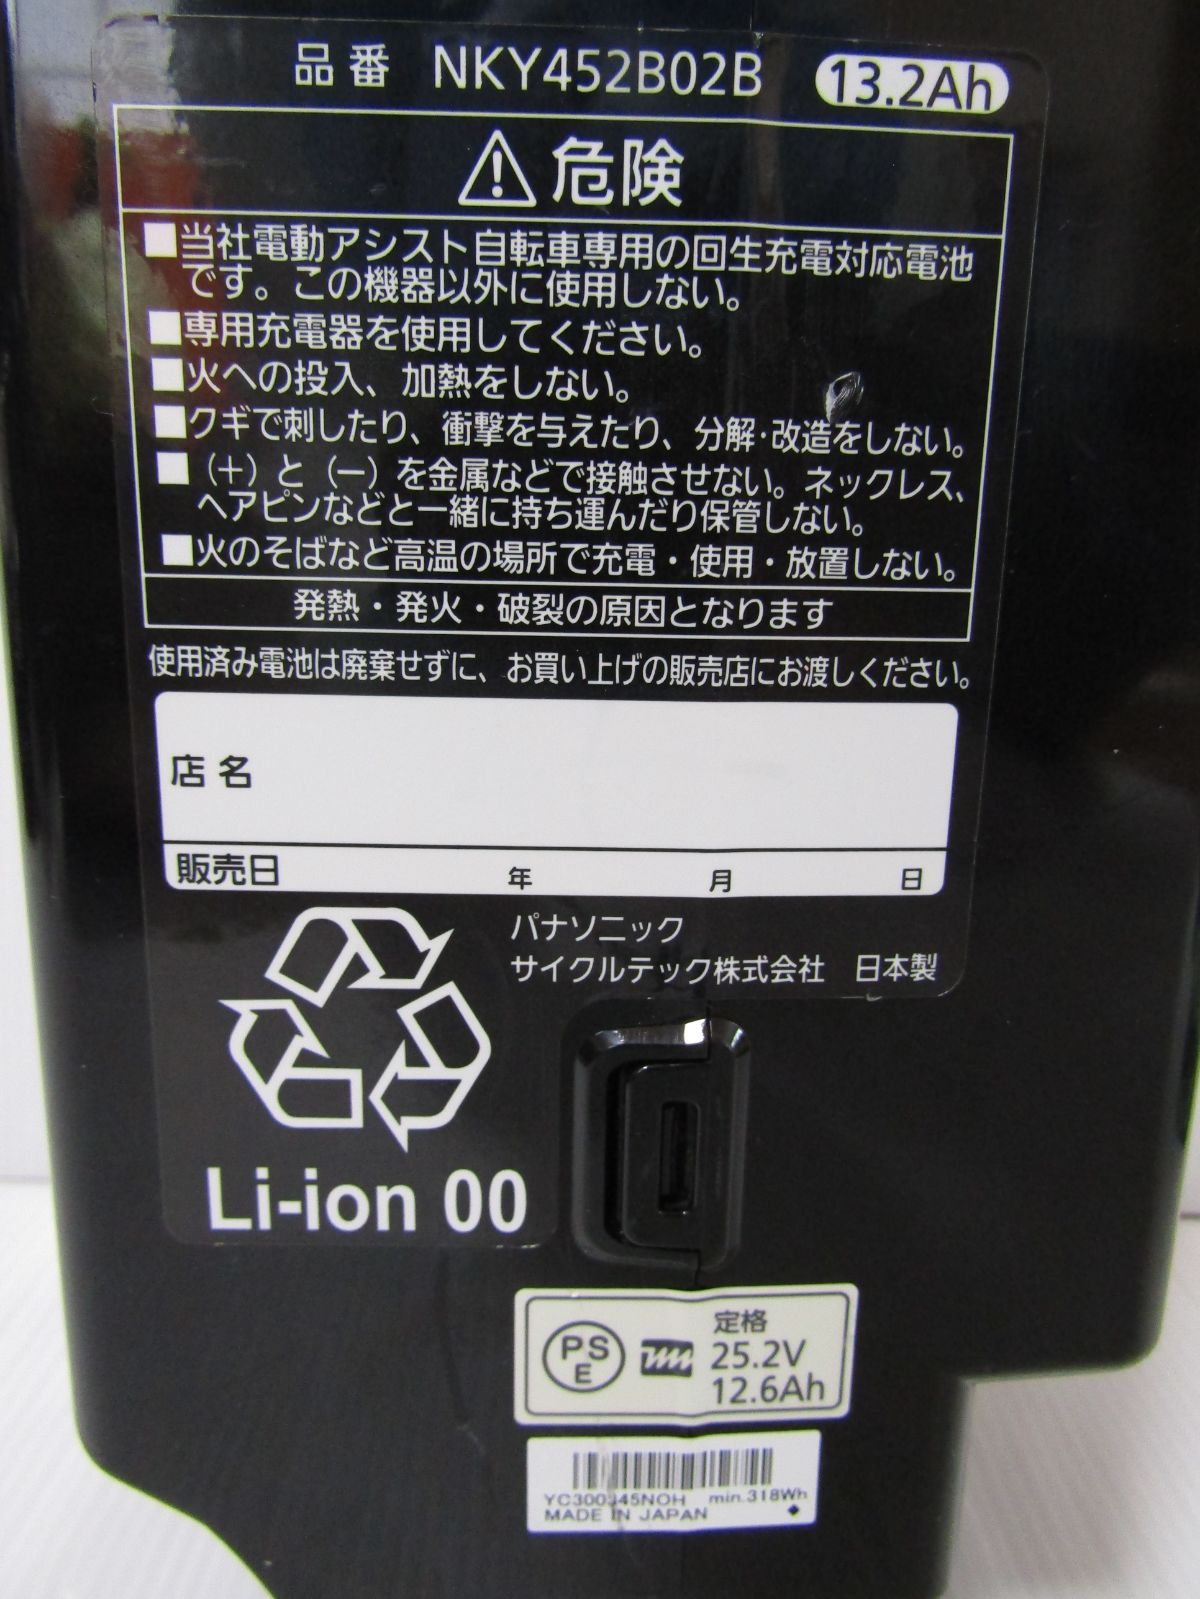 品番 NKY452B02B 13.2Ah
危険
■当社電動アシスト自転車専用の回生充電対応電池
です。この機器以外に使用しない。
■専用充電器を使用してください。
■火への投入、加熱をしない。
■クギで刺したり、衝撃を与えたり、分解・改造をしない。
■（＋）と（－）を金属などで接触させない。ネックレス、
ヘアピンなどと一緒に持ち運んだり保管しない。
■火のそばなど高温の場所で充電・使用・放置しない。
発熱・発火・破裂の原因となります
使用済み電池は廃棄せずに、お買い上げの販売店にお渡しください。
店名
販売日 年 月 日
パナソニック
サイクルテック株式会社 日本製
Li-ion 00
PSE
定格
25.2V
12.6Ah
YC300345NOH min.318Wh
MADE IN JAPAN